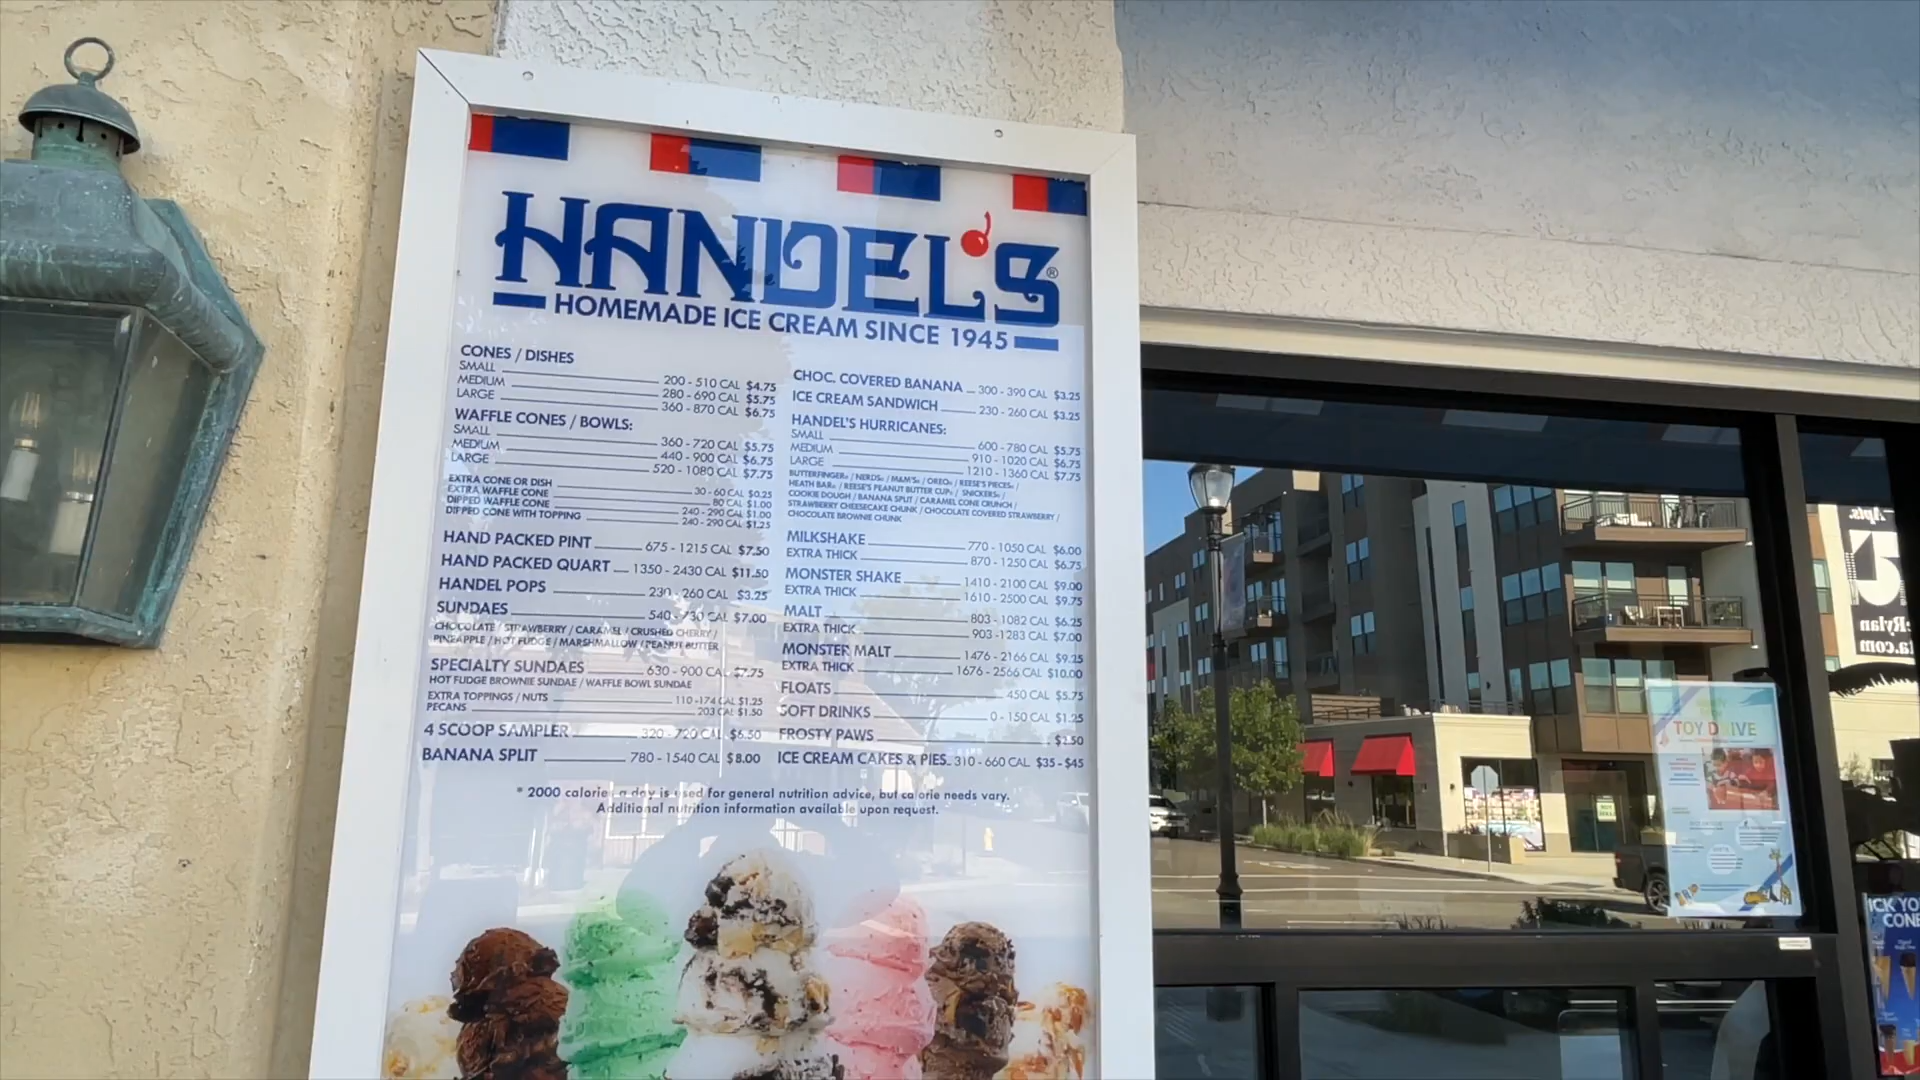 HANDEL'S®
HOMEMADE ICE CREAM SINCE 1945
CONES / DISHES
SMALL 200 - 510 CAL $4.75
MEDIUM 280 - 690 CAL $5.75
LARGE 360 - 870 CAL $6.75
WAFFLE CONES / BOWLS:
SMALL 360 - 720 CAL $5.75
MEDIUM 440 - 900 CAL $6.75
LARGE 520 - 1080 CAL $7.75
EXTRA CONE OR DISH 30 - 60 CAL $0.25
EXTRA WAFFLE CONE 80 CAL $1.00
DIPPED WAFFLE CONE 240 - 290 CAL $1.00
DIPPED CONE WITH TOPPING 240 - 290 CAL $1.25
HAND PACKED PINT 675 - 1215 CAL $7.50
HAND PACKED QUART 1350 - 2430 CAL $11.50
HANDEL POPS 230 - 260 CAL $3.25
SUNDAES 540 - 730 CAL $7.00
CHOCOLATE / STRAWBERRY / CARAMEL / CRUSHED CHERRY /
PINEAPPLE / HOT FUDGE / MARSHMALLOW / PEANUT BUTTER
SPECIALTY SUNDAES 630 - 900 CAL $7.75
HOT FUDGE BROWNIE SUNDAE / WAFFLE BOWL SUNDAE
EXTRA TOPPINGS / NUTS 110 - 174 CAL $1.25
PECANS 203 CAL $1.50
4 SCOOP SAMPLER 320 - 720 CAL $6.50
BANANA SPLIT 780 - 1540 CAL $8.00
CHOC. COVERED BANANA 300 - 390 CAL $3.25
ICE CREAM SANDWICH 230 - 260 CAL $3.25
HANDEL'S HURRICANES:
SMALL 600 - 780 CAL $5.75
MEDIUM 910 - 1020 CAL $6.75
LARGE 1210 - 1360 CAL $7.75
BUTTERFINGER® / NERDS® / M&M'S® / OREO® / REESE'S PIECES® /
HEATH BAR® / REESE'S PEANUT BUTTER CUP® / SNICKERS® /
COOKIE DOUGH / BANANA SPLIT / CARAMEL CONE CRUNCH /
STRAWBERRY CHEESECAKE CHUNK / CHOCOLATE COVERED STRAWBERRY /
CHOCOLATE BROWNIE CHUNK
MILKSHAKE 770 - 1050 CAL $6.00
EXTRA THICK 870 - 1250 CAL $6.75
MONSTER SHAKE 1410 - 2100 CAL $9.00
EXTRA THICK 1610 - 2500 CAL $9.75
MALT 803 - 1082 CAL $6.25
EXTRA THICK 903 - 1283 CAL $7.00
MONSTER MALT 1476 - 2166 CAL $9.25
EXTRA THICK 1676 - 2566 CAL $10.00
FLOATS 450 CAL $5.75
SOFT DRINKS 0 - 150 CAL $1.25
FROSTY PAWS $2.50
ICE CREAM CAKES & PIES 310 - 660 CAL $35 - $45
* 2000 calories a day is used for general nutrition advice, but calorie needs vary.
Additional nutrition information available upon request.
TOY DRIVE
ICK YO
CONE